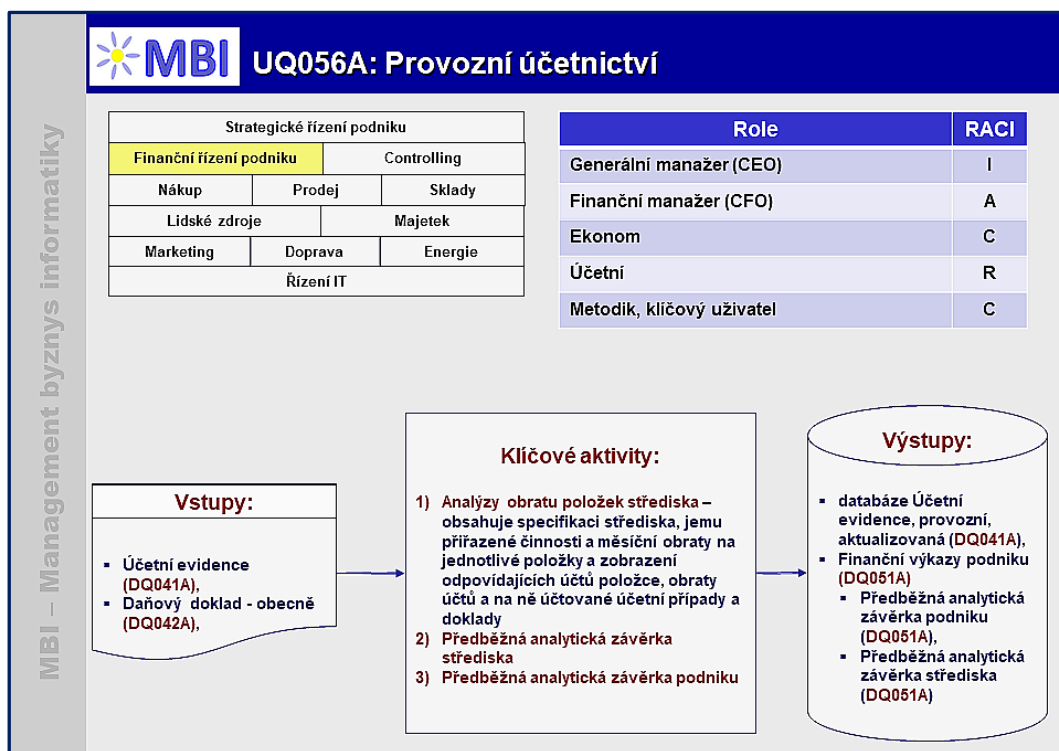 MBI – Management byznys informatiky
MBI
UQ056A: Provozní účetnictví
Strategické řízení podniku
Finanční řízení podniku
Controlling
Nákup
Prodej
Sklady
Lidské zdroje
Majetek
Marketing
Doprava
Energie
Řízení IT
Role RACI
Generální manažer (CEO) I
Finanční manažer (CFO) A
Ekonom C
Účetní R
Metodik, klíčový uživatel C
Vstupy:
▪ Účetní evidence
(DQ041A),
▪ Daňový doklad - obecně
(DQ042A),
Klíčové aktivity:
1) Analýzy obratu položek střediska –
obsahuje specifikaci střediska, jemu
přiřazené činnosti a měsíční obraty na
jednotlivé položky a zobrazení
odpovídajících účtů položce, obraty
účtů a na ně účtované účetní případy a
doklady
2) Předběžná analytická závěrka
střediska
3) Předběžná analytická závěrka podniku
Výstupy:
▪ databáze Účetní
evidence, provozní,
aktualizovaná (DQ041A),
▪ Finanční výkazy podniku
(DQ051A)
▪ Předběžná analytická
závěrka podniku
(DQ051A),
▪ Předběžná analytická
závěrka střediska
(DQ051A)